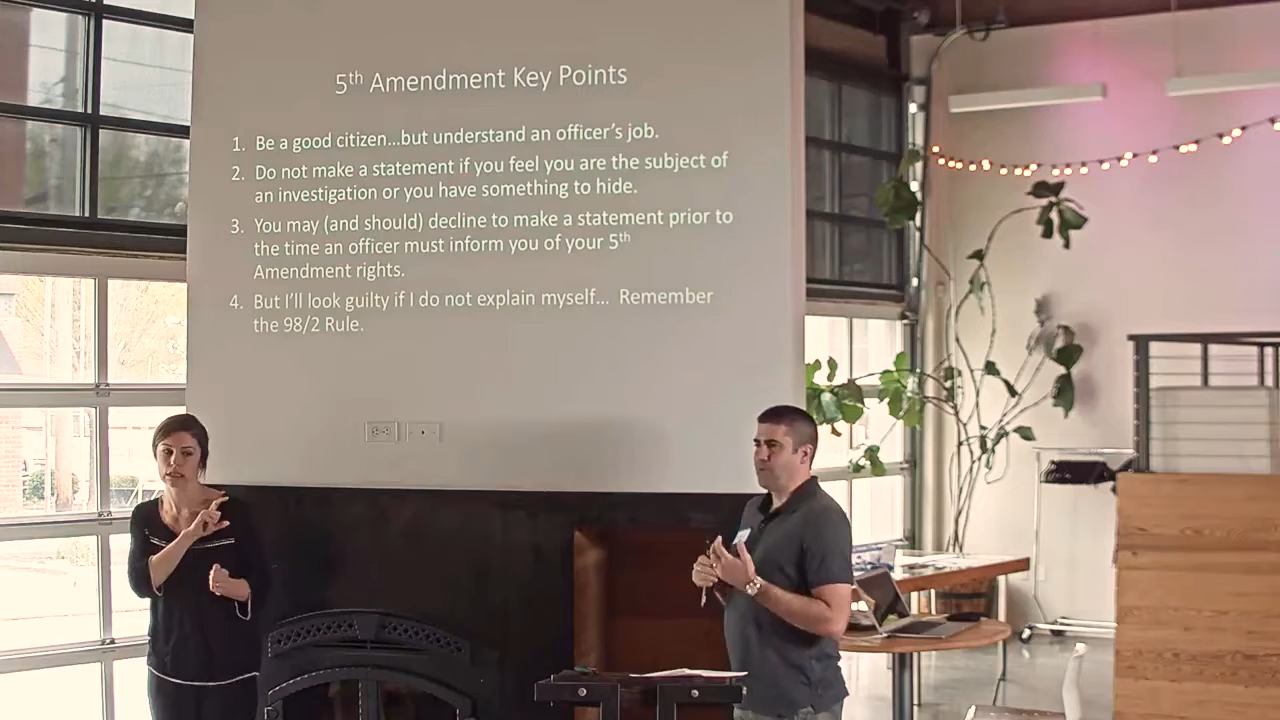 5th Amendment Key Points
1. Be a good citizen...but understand an officer's job.
2. Do not make a statement if you feel you are the subject of
an investigation or you have something to hide.
3. You may (and should) decline to make a statement prior to
the time an officer must inform you of your 5th
Amendment rights.
4. But I'll look guilty if I do not explain myself... Remember
the 98/2 Rule.